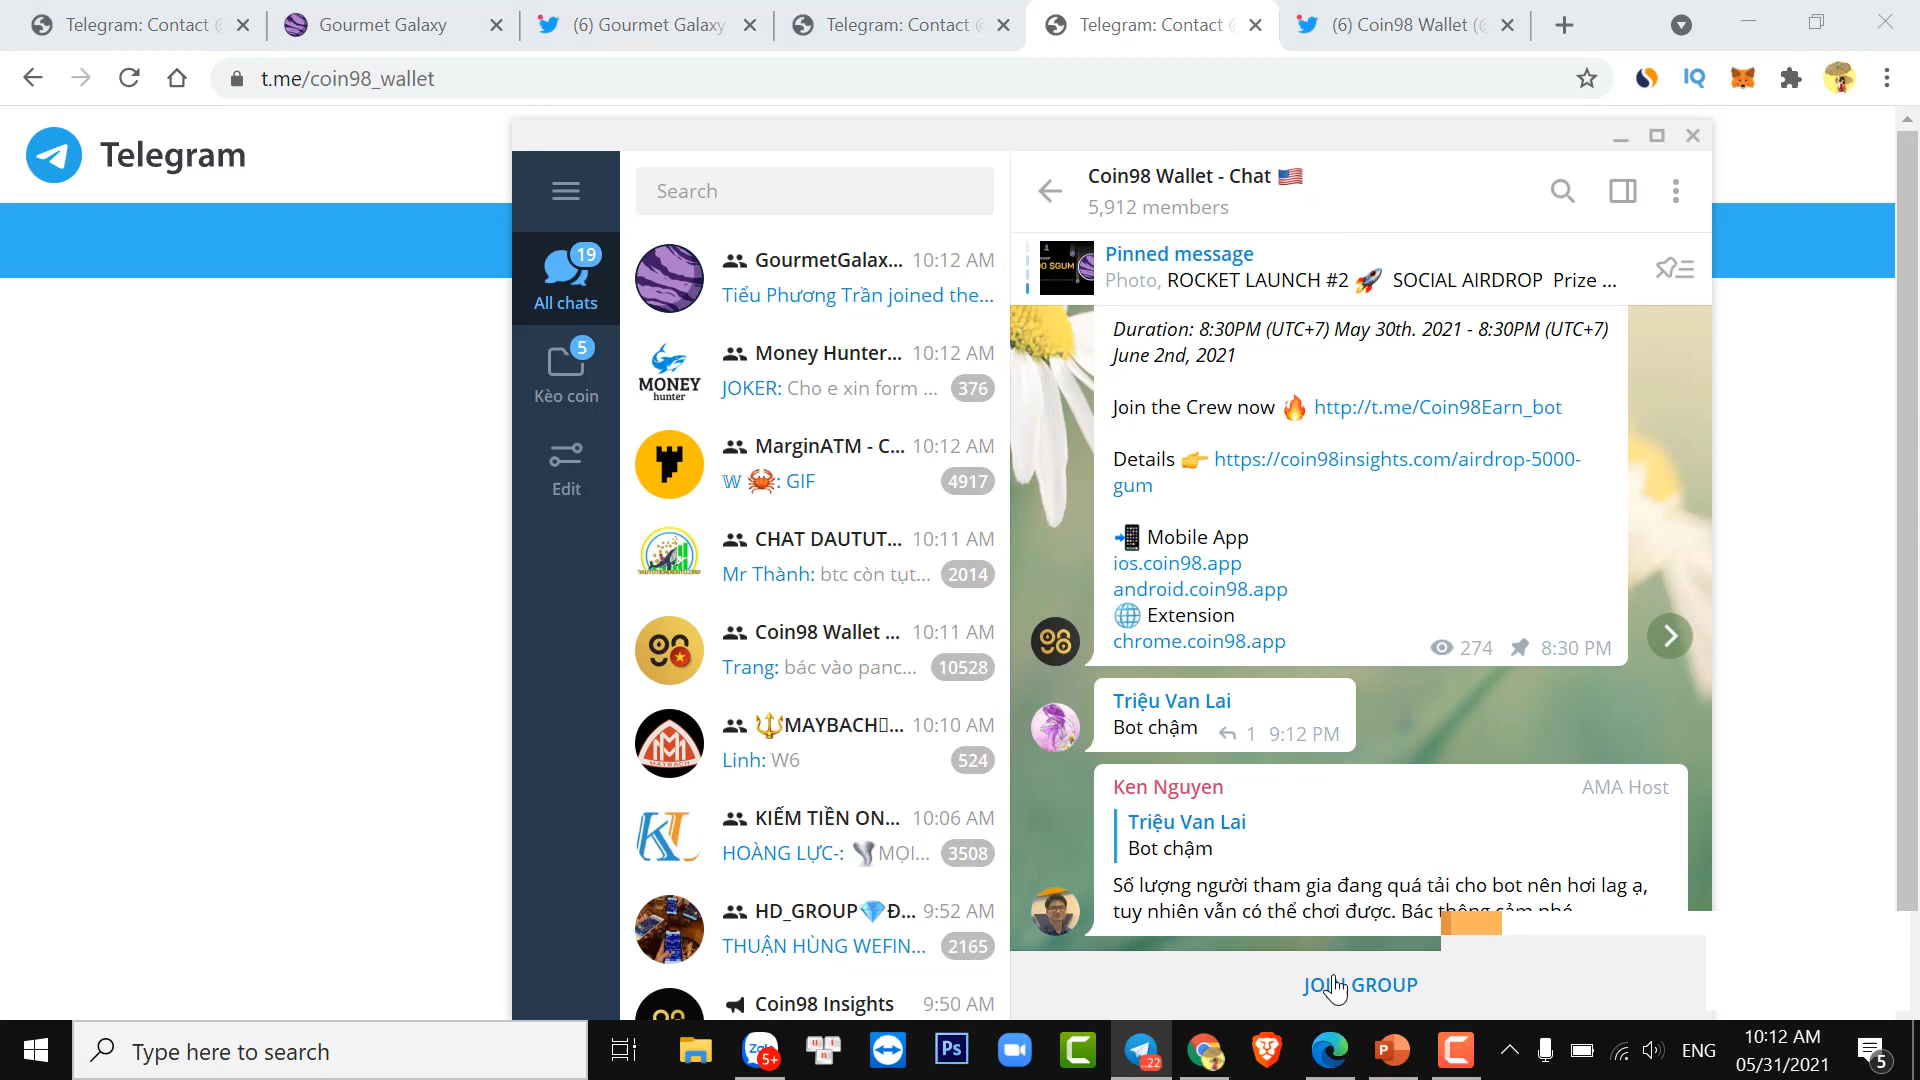 Telegram: Contact
Gourmet Galaxy
(6) Gourmet Galaxy
Telegram: Contact
Telegram: Contact
(6) Coin98 Wallet (@
t.me/coin98_wallet
Telegram
Search
19
All chats
5
Kèo coin
Edit
GourmetGalax... 10:12 AM
Tiểu Phương Trần joined the...
Money Hunter... 10:12 AM
JOKER: Cho e xin form ... 376
MONEY
hunter
MarginATM - C... 10:12 AM
W 🦀: GIF 4917
CHAT DAUTUT... 10:11 AM
Mr Thành: btc còn tụt... 2014
Coin98 Wallet ... 10:11 AM
Trang: bác vào panc... 10528
🔱MAYBACH▯... 10:10 AM
Linh: W6 524
MAYBACH
KIẾM TIỀN ON... 10:06 AM
HOÀNG LỰC-: 🌪MỌI... 3508
HD_GROUP💎Đ... 9:52 AM
THUẬN HÙNG WEFIN... 2165
Coin98 Insights 9:50 AM
Coin98 Wallet - Chat 🇺🇸
5,912 members
Pinned message
Photo, ROCKET LAUNCH #2 🚀 SOCIAL AIRDROP Prize ...
Duration: 8:30PM (UTC+7) May 30th. 2021 - 8:30PM (UTC+7)
June 2nd, 2021
Join the Crew now 🔥 http://t.me/Coin98Earn_bot
Details 👉 https://coin98insights.com/airdrop-5000-
gum
📲 Mobile App
ios.coin98.app
android.coin98.app
🌐 Extension
chrome.coin98.app
274 8:30 PM
Triệu Van Lai
Bot chậm 1 9:12 PM
Ken Nguyen AMA Host
Triệu Van Lai
Bot chậm
Số lượng người tham gia đang quá tải cho bot nên hơi lag ạ,
tuy nhiên vẫn có thể chơi được. Bác thông cảm nhé
JOIN GROUP
Type here to search
Zalo
5+
Ps
..22
P
ENG
10:12 AM
05/31/2021
5